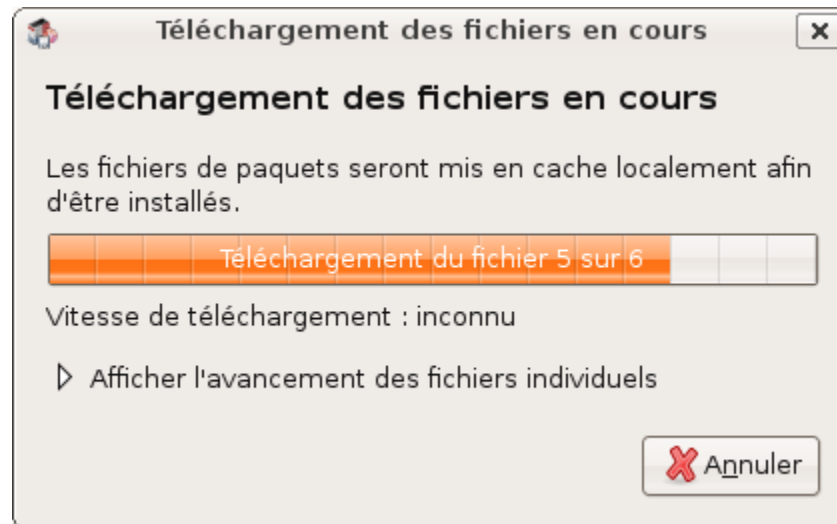 Téléchargement des fichiers en cours
Téléchargement des fichiers en cours
Les fichiers de paquets seront mis en cache localement afin
d'être installés.
Téléchargement du fichier 5 sur 6
Vitesse de téléchargement : inconnu
Afficher l'avancement des fichiers individuels
Annuler